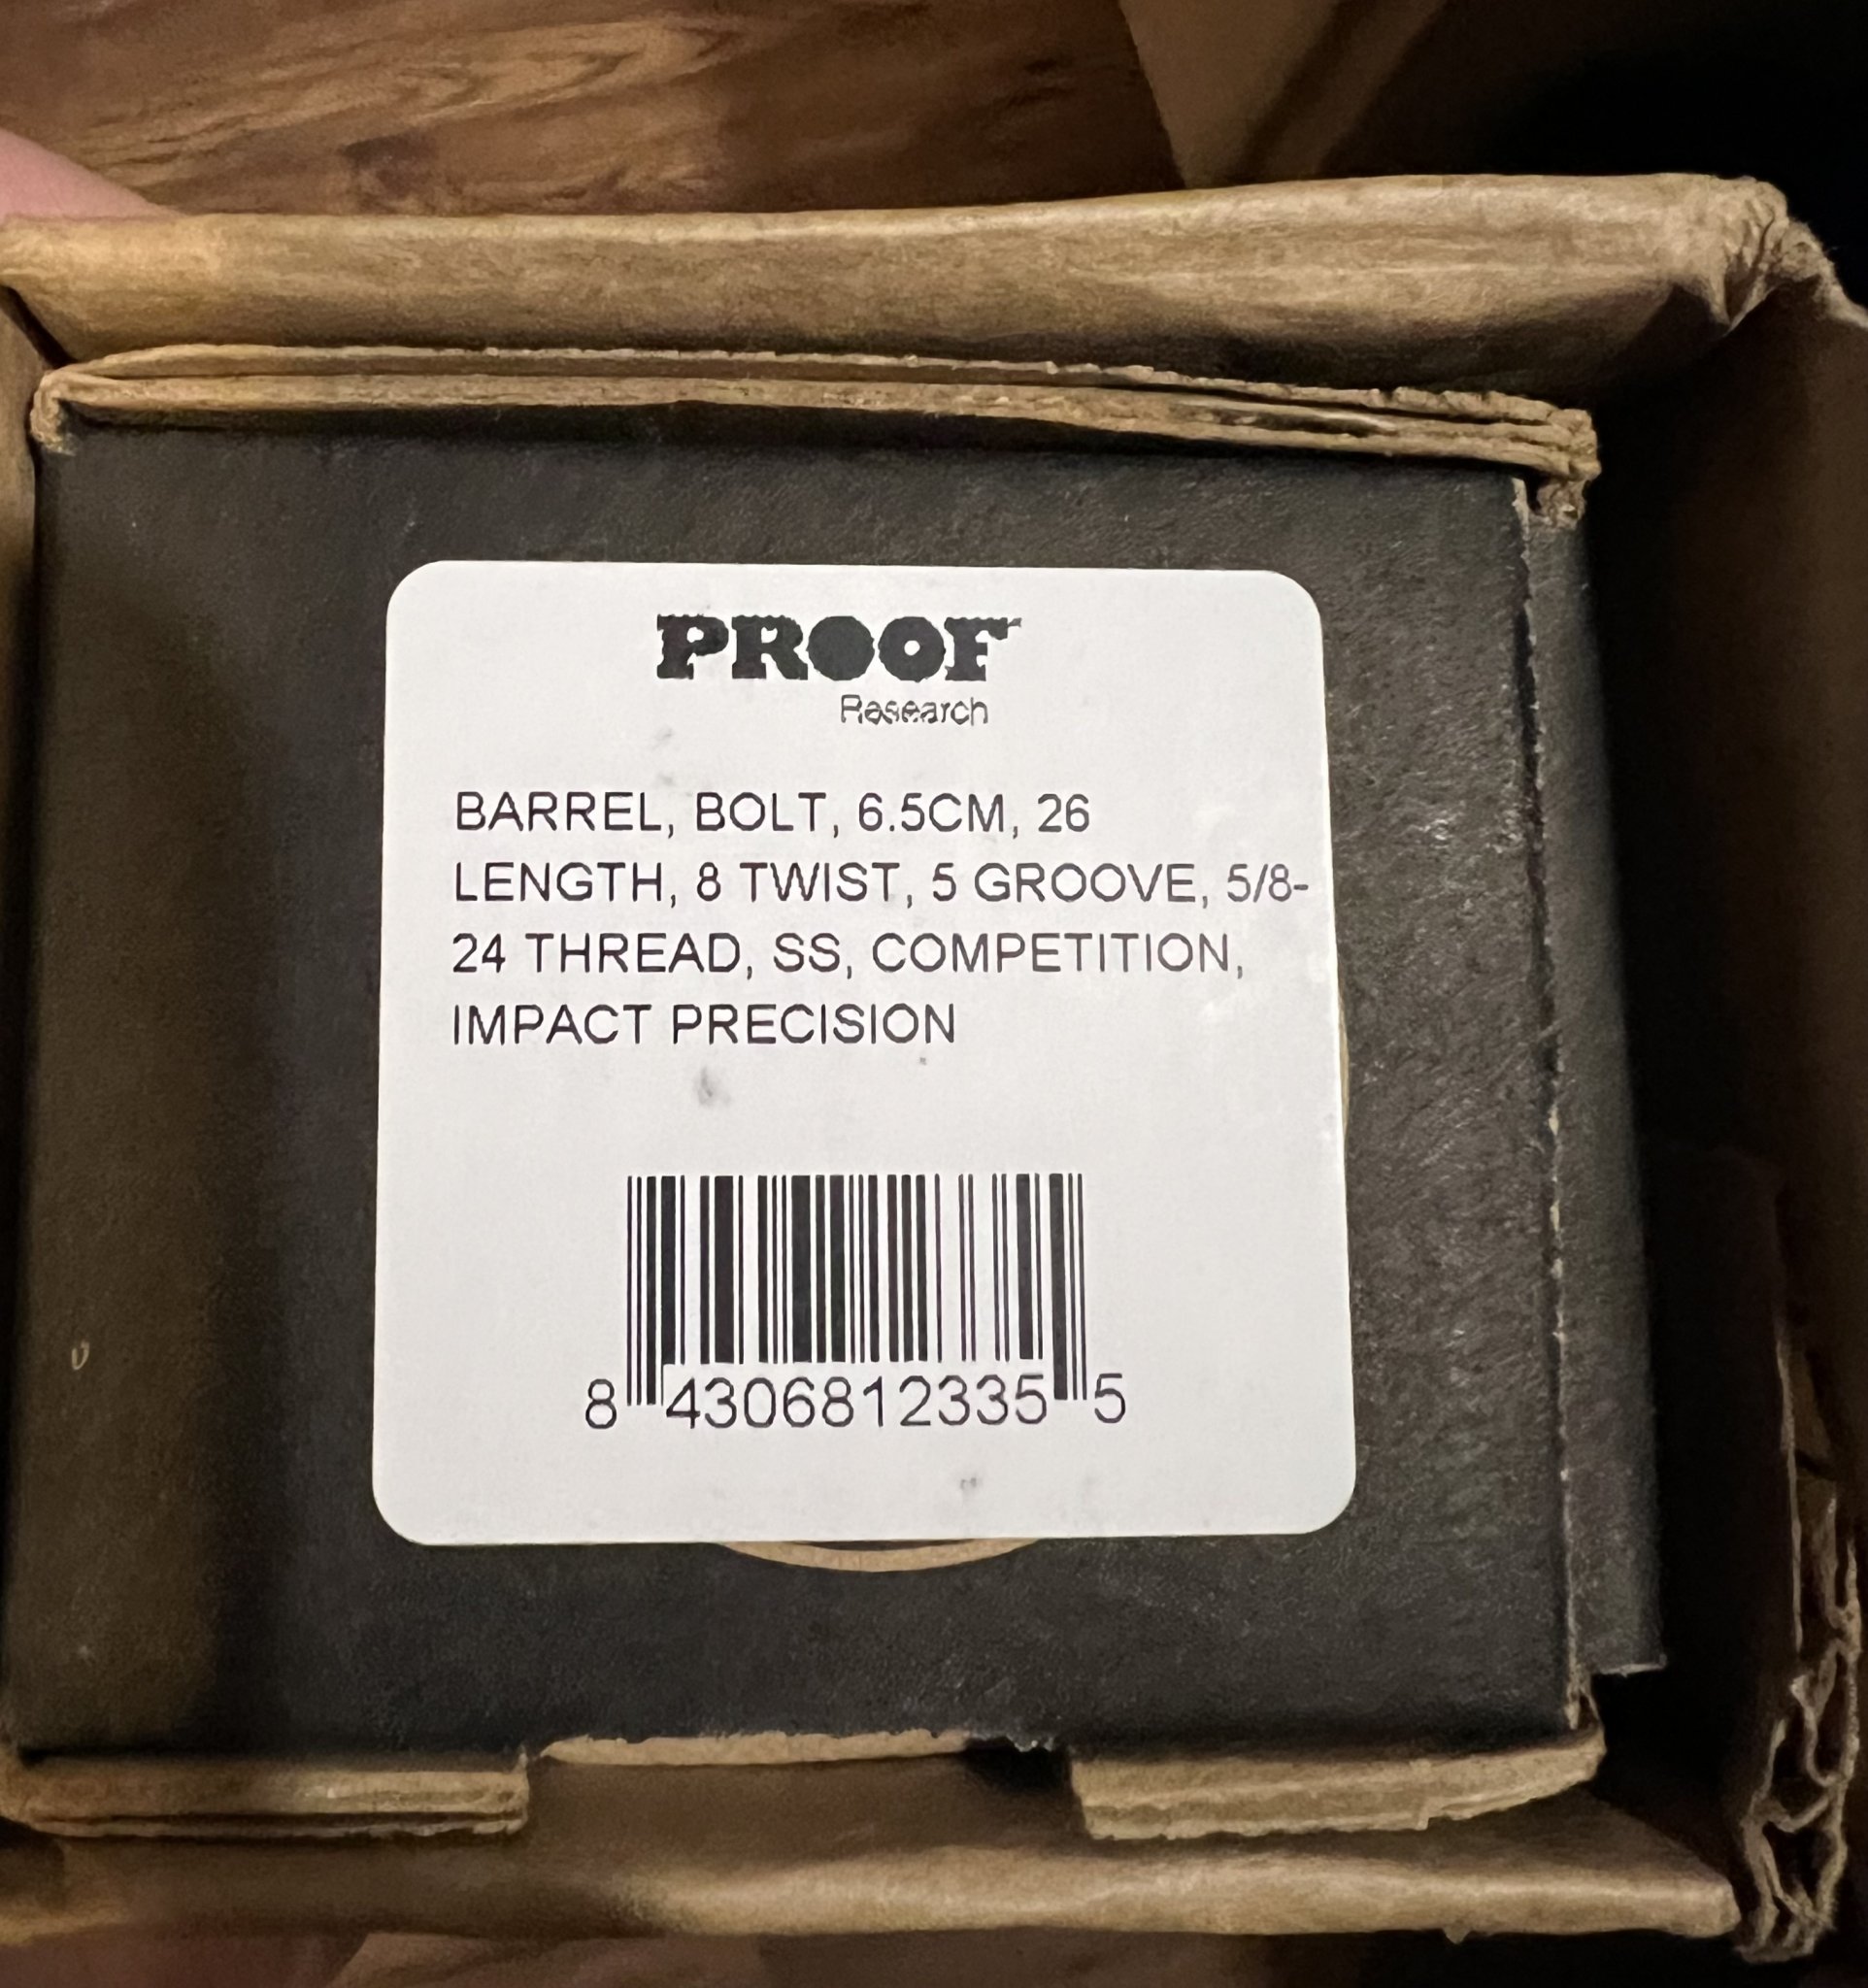 PROOF
Research
BARREL, BOLT, 6.5CM, 26
LENGTH, 8 TWIST, 5 GROOVE, 5/8-
24 THREAD, SS, COMPETITION,
IMPACT PRECISION
8 4306812335 5